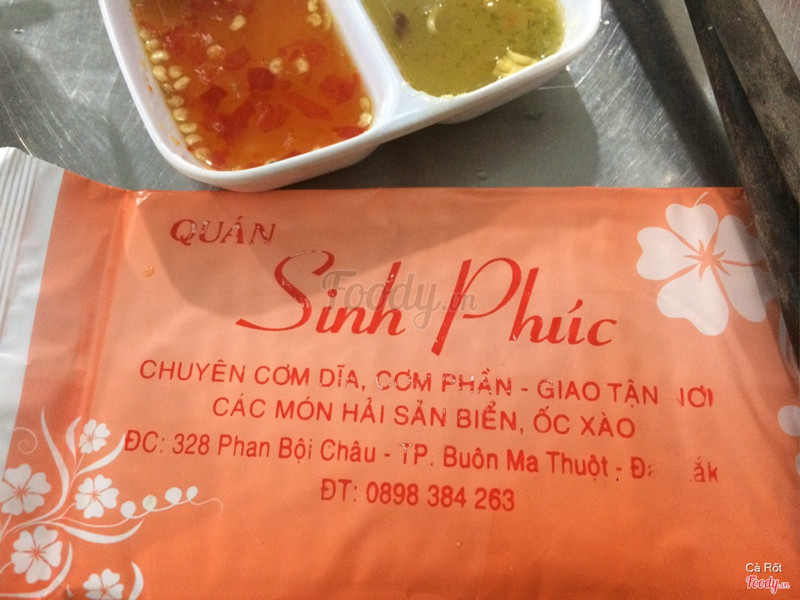 QUÁN
Sinh Phúc
Foody.vn
CHUYÊN CƠM DĨA, CƠM PHẦN - GIAO TẬN
CÁC MÓN HẢI SẢN BIỂN, ỐC XÀO
ĐC: 328 Phan Bội Châu - TP. Buôn Ma Thuột -
ĐT: 0898 384 263
Cà Rốt
Foody.vn